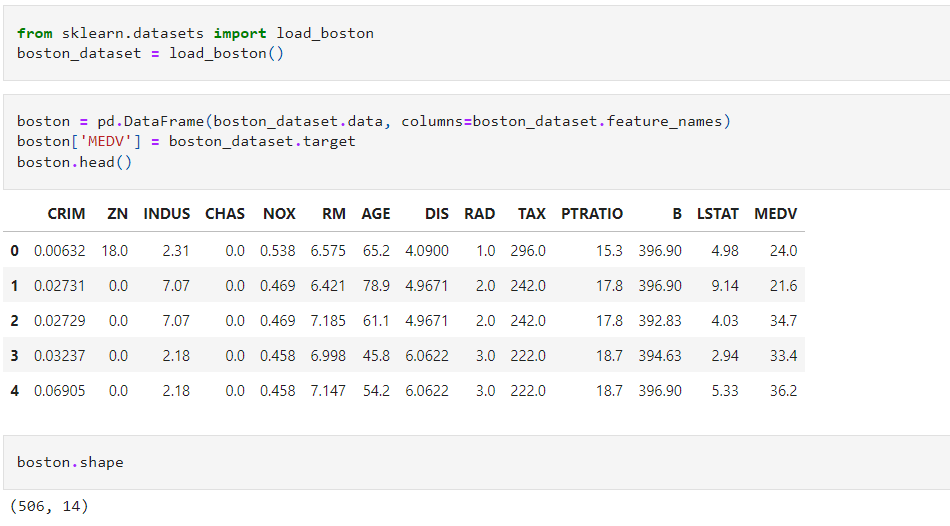 from sklearn.datasets import load_boston
boston_dataset = load_boston()
boston = pd.DataFrame(boston_dataset.data, columns=boston_dataset.feature_names)
boston['MEDV'] = boston_dataset.target
boston.head()
CRIM ZN INDUS CHAS NOX RM AGE DIS RAD TAX PTRATIO B LSTAT MEDV
0 0.00632 18.0 2.31 0.0 0.538 6.575 65.2 4.0900 1.0 296.0 15.3 396.90 4.98 24.0
1 0.02731 0.0 7.07 0.0 0.469 6.421 78.9 4.9671 2.0 242.0 17.8 396.90 9.14 21.6
2 0.02729 0.0 7.07 0.0 0.469 7.185 61.1 4.9671 2.0 242.0 17.8 392.83 4.03 34.7
3 0.03237 0.0 2.18 0.0 0.458 6.998 45.8 6.0622 3.0 222.0 18.7 394.63 2.94 33.4
4 0.06905 0.0 2.18 0.0 0.458 7.147 54.2 6.0622 3.0 222.0 18.7 396.90 5.33 36.2
boston.shape
(506, 14)